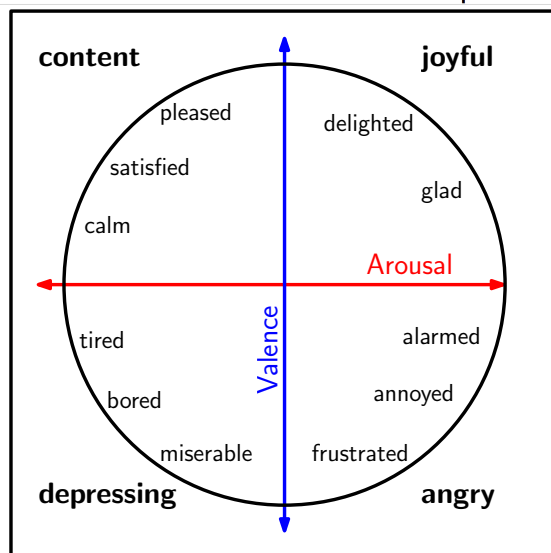 content
joyful
pleased
delighted
satisfied
glad
calm
Arousal
Valence
tired
alarmed
bored
annoyed
miserable
frustrated
depressing
angry